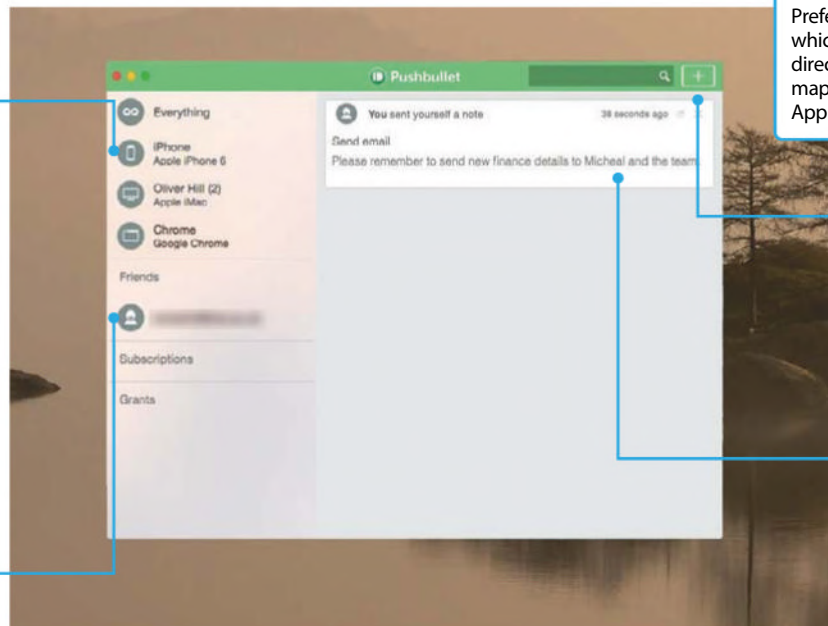 Prefe
whic
direc
map
App
Pushbullet
Everything
iPhone
Apple iPhone 6
Oliver Hill (2)
Apple iMac
Chrome
Google Chrome
Friends
Subscriptions
Grants
You sent yourself a note 38 seconds ago
Send email
Please remember to send new finance details to Micheal and the team.